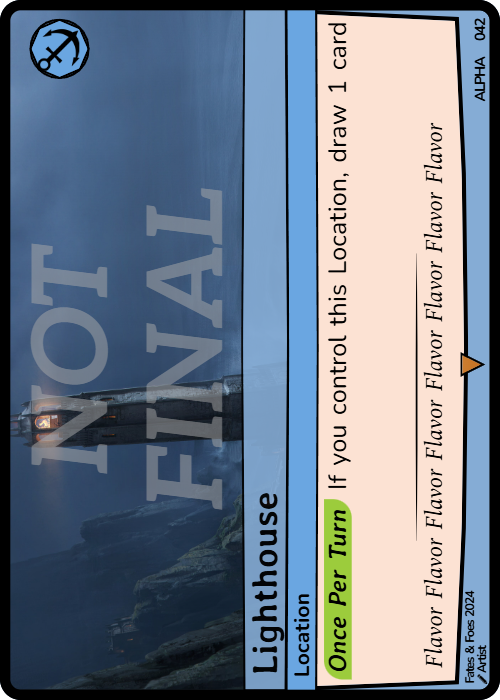 NOT
FINAL
Lighthouse
Location
Once Per Turn If you control this Location, draw 1 card
Flavor Flavor Flavor Flavor Flavor Flavor Flavor Flavor
Fates & Foes 2024
Artist
ALPHA 042